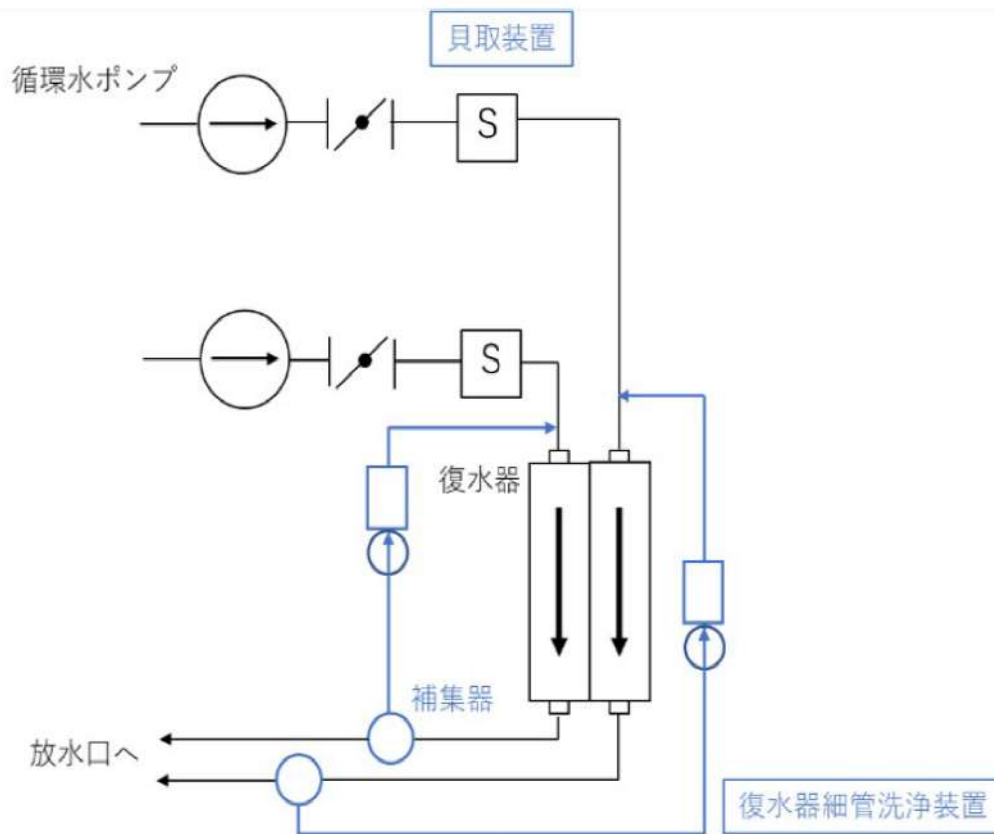 貝取装置
循環水ポンプ
S
S
復水器
補集器
放水口へ
復水器細管洗浄装置